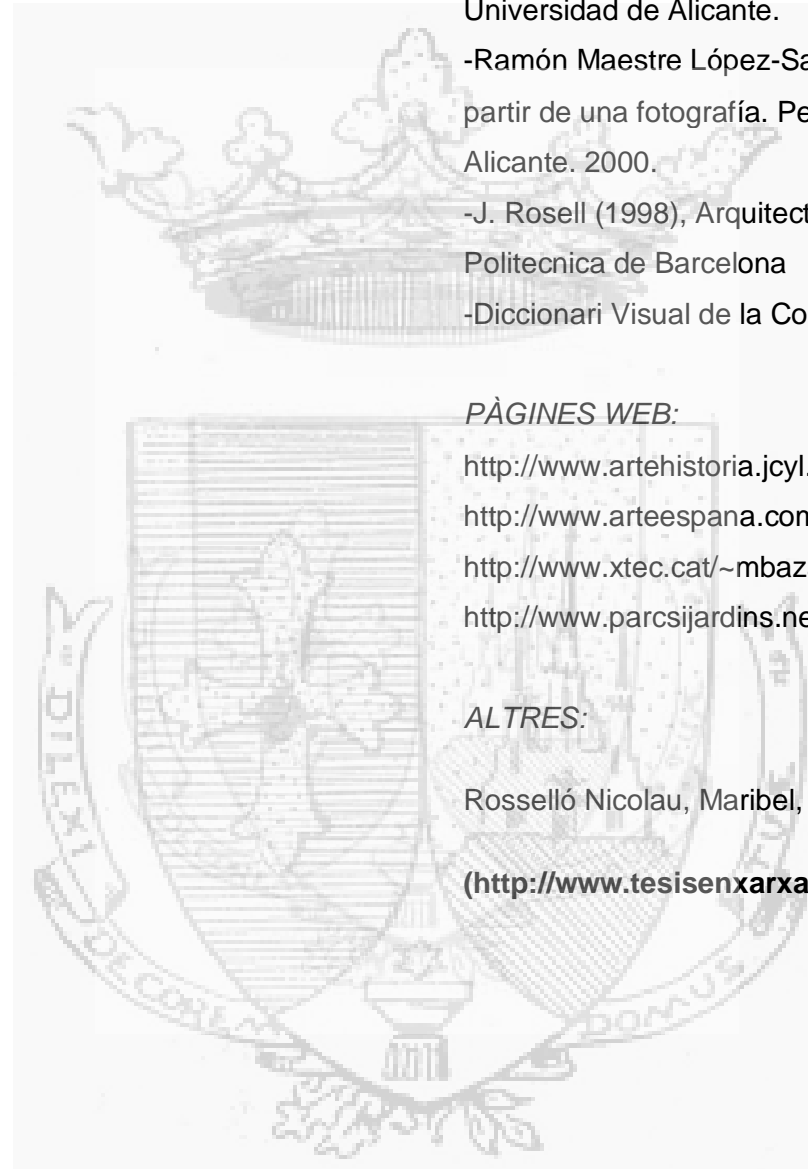 Universidad de Alicante.
-Ramón Maestre López-Sa
partir de una fotografía. Pe
Alicante. 2000.
-J. Rosell (1998), Arquitect
Politecnica de Barcelona
-Diccionari Visual de la Co
PÀGINES WEB:
http://www.artehistoria.jcyl.
http://www.arteespana.com
http://www.xtec.cat/~mbaz
http://www.parcsijardins.ne
ALTRES:
Rosselló Nicolau, Maribel,
(http://www.tesisenxarxa
DILEXI
DECOREM
DOMUS
TUÆ